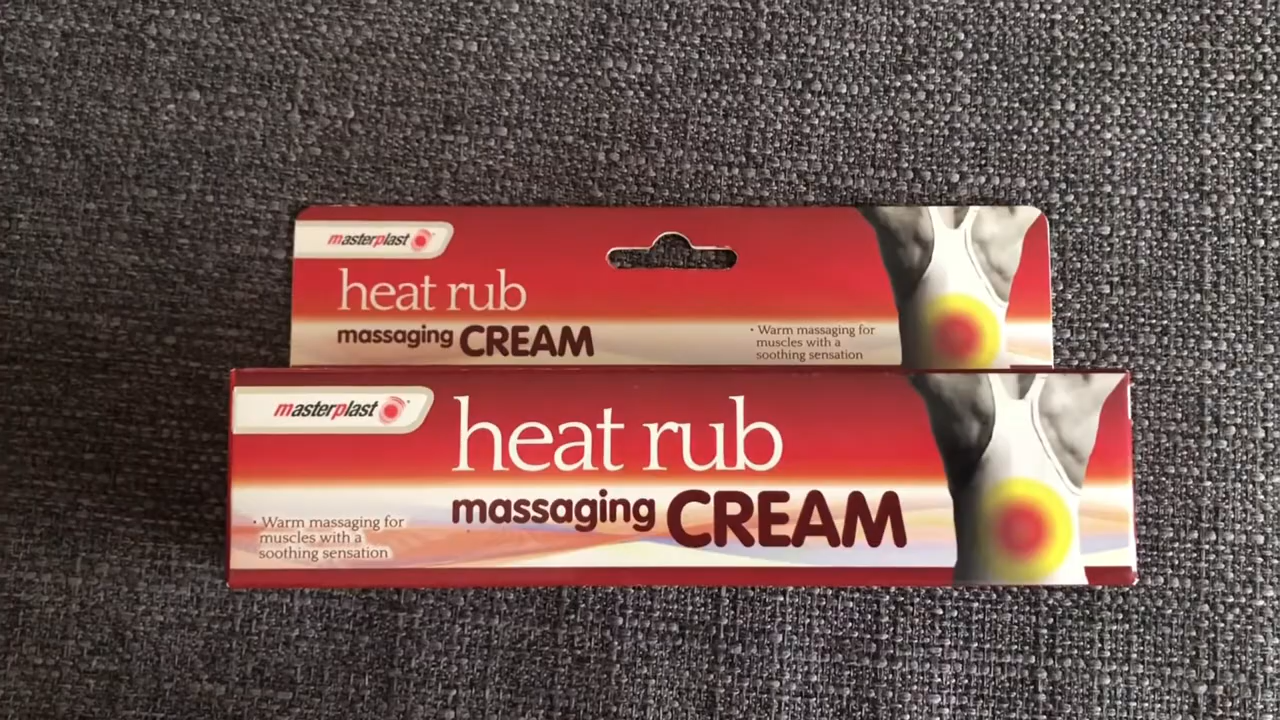 masterplast
heat rub
massaging CREAM
• Warm massaging for
muscles with a
soothing sensation
masterplast
heat rub
massaging CREAM
• Warm massaging for
muscles with a
soothing sensation